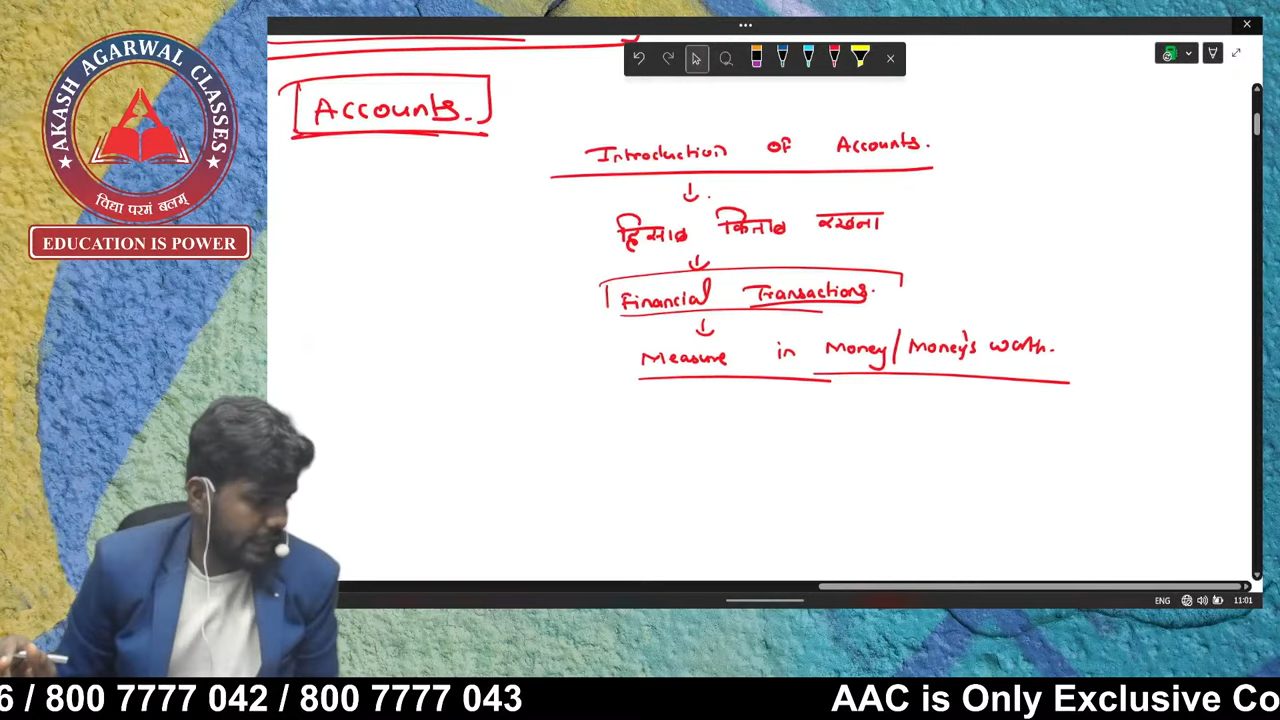 AKASH AGARWAL CLASSES
विद्या परमं बलम्
EDUCATION IS POWER
Accounts.
Introduction of Accounts.
हिसाब किताब रखना
Financial Transactions.
Measure in Money/Money's worth.
ENG 11:01
6 / 800 7777 042 / 800 7777 043
AAC is Only Exclusive Co